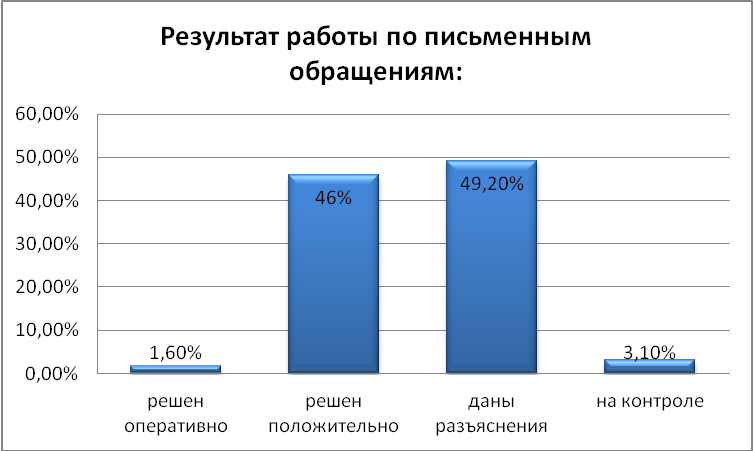 Результат работы по письменным
обращениям:
60,00%
50,00%
40,00%
30,00%
20,00%
10,00%
0,00%
1,60%
46%
49,20%
3,10%
решен
оперативно
решен
положительно
даны
разъяснения
на контроле